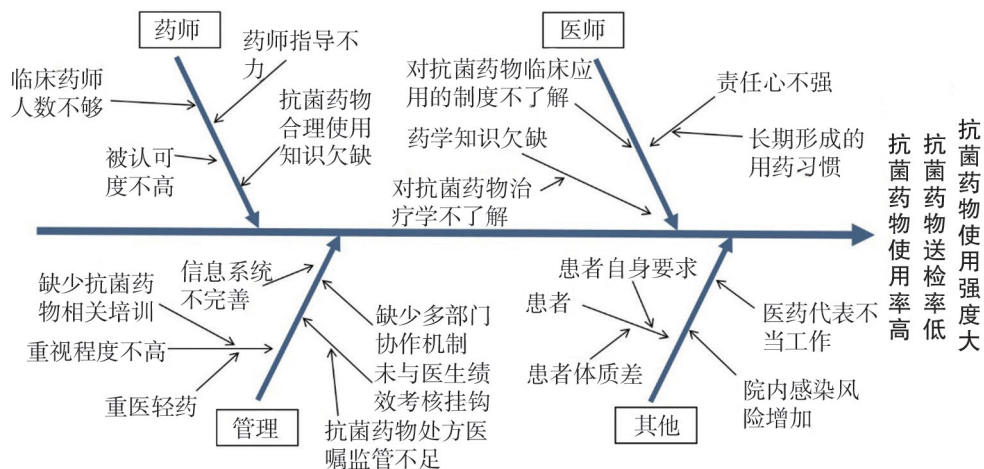 药师
药师指导不
力
临床药师
人数不够
抗菌药物
合理使用
知识欠缺
被认可
度不高
医师
对抗菌药物临床应
用的制度不了解
责任心不强
药学知识欠缺
长期形成的
用药习惯
对抗菌药物治
疗学不了解
抗菌药物使用率高
抗菌药物送检率低
抗菌药物使用强度大
信息系统
不完善
缺少抗菌药
物相关培训
缺少多部门
协作机制
重视程度不高
未与医生绩
效考核挂钩
重医轻药
管理
抗菌药物处方医
嘱监管不足
患者自身要求
患者
医药代表不
当工作
患者体质差
院内感染风
险增加
其他